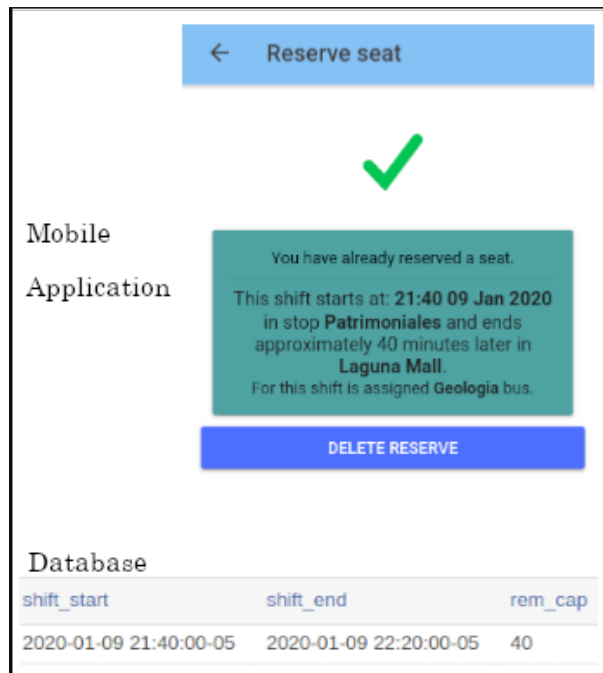 Reserve seat
Mobile
Application
You have already reserved a seat.
This shift starts at: 21:40 09 Jan 2020
in stop Patrimoniales and ends
approximately 40 minutes later in
Laguna Mall.
For this shift is assigned Geologia bus.
DELETE RESERVE
Database
shift_start shift_end rem_cap
2020-01-09 21:40:00-05 2020-01-09 22:20:00-05 40